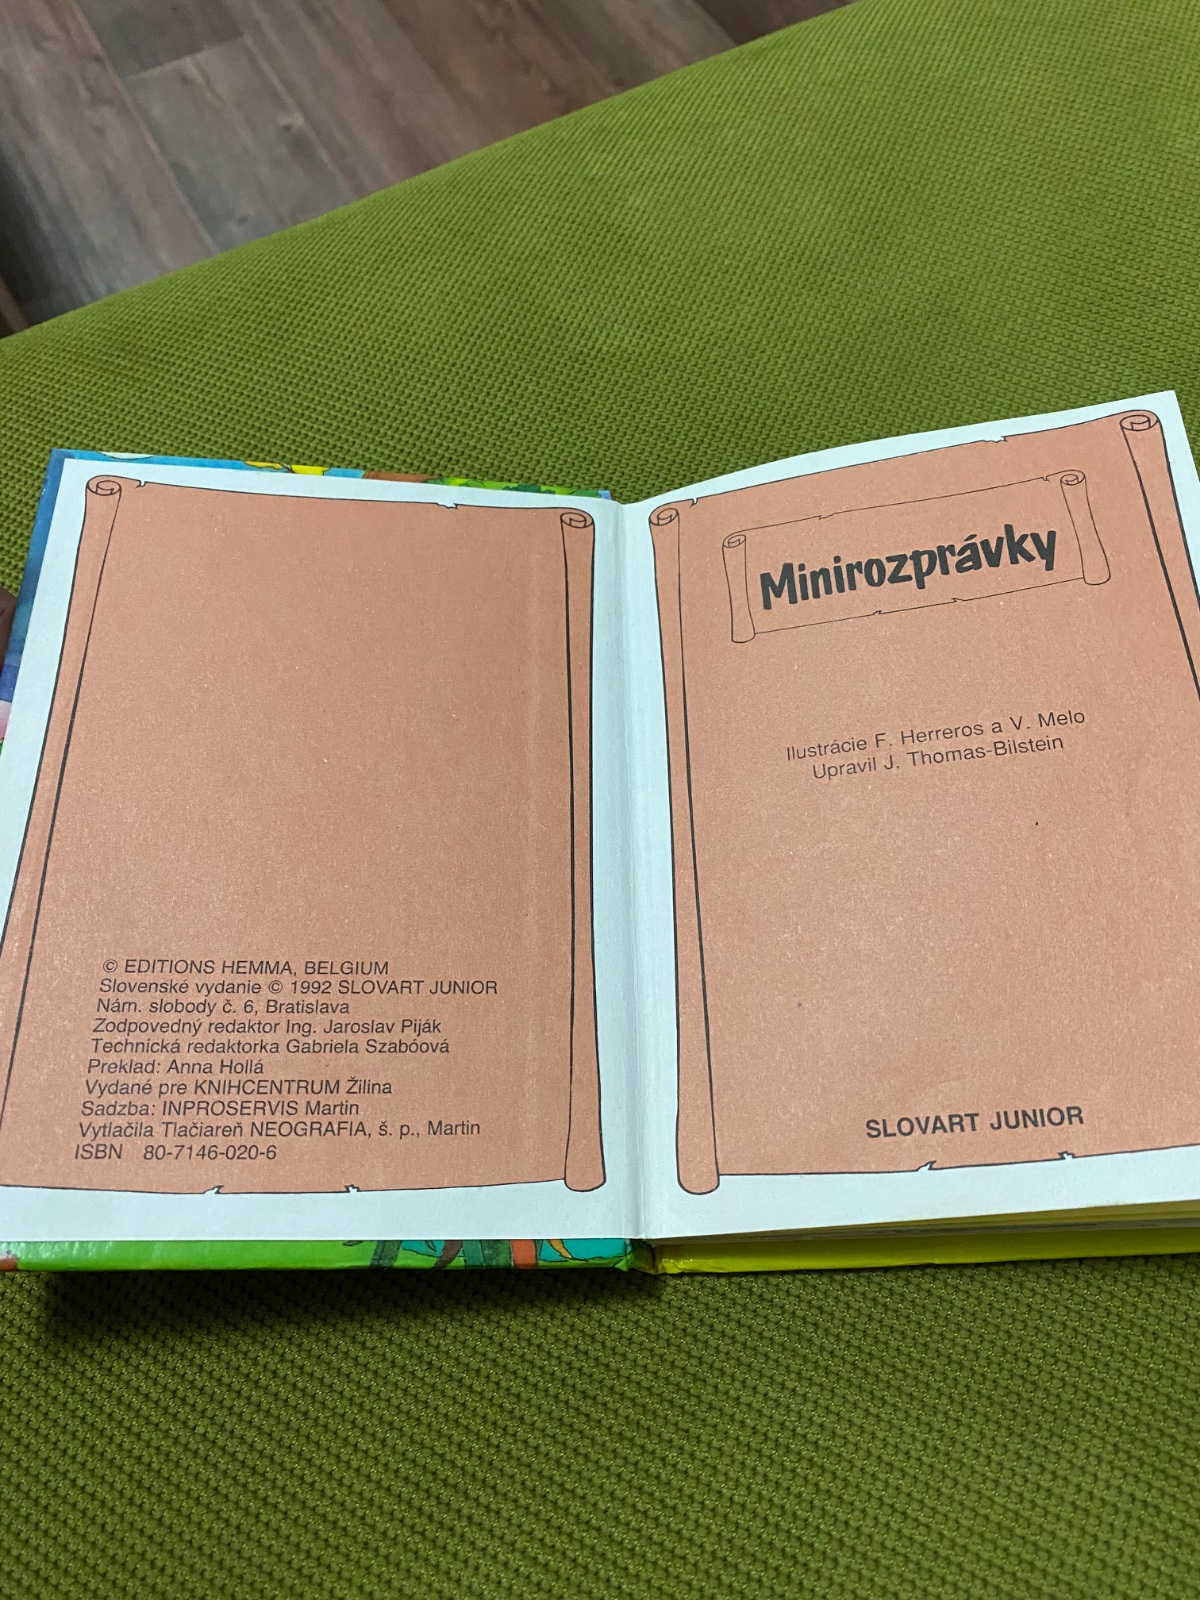 © EDITIONS HEMMA, BELGIUM
Slovenské vydanie © 1992 SLOVART JUNIOR
Nám. slobody č. 6, Bratislava
Zodpovedný redaktor Ing. Jaroslav Piják
Technická redaktorka Gabriela Szabóová
Preklad: Anna Hollá
Vydané pre KNIHCENTRUM Žilina
Sadzba: INPROSERVIS Martin
Vytlačila Tlačiareň NEOGRAFIA, š. p., Martin
ISBN 80-7146-020-6
Minirozprávky
Ilustrácie F. Herreros a V. Melo
Upravil J. Thomas-Bilstein
SLOVART JUNIOR